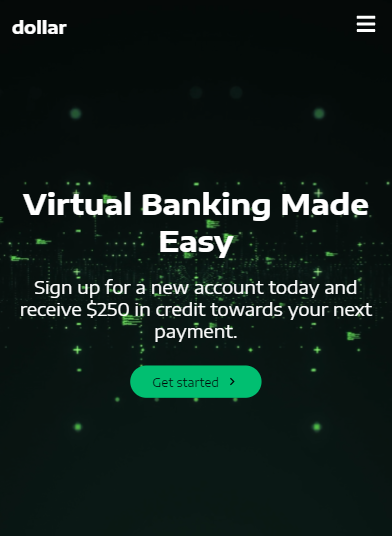 dollar
Virtual Banking Made
Easy
Sign up for a new account today and
receive $250 in credit towards your next
payment.
Get started